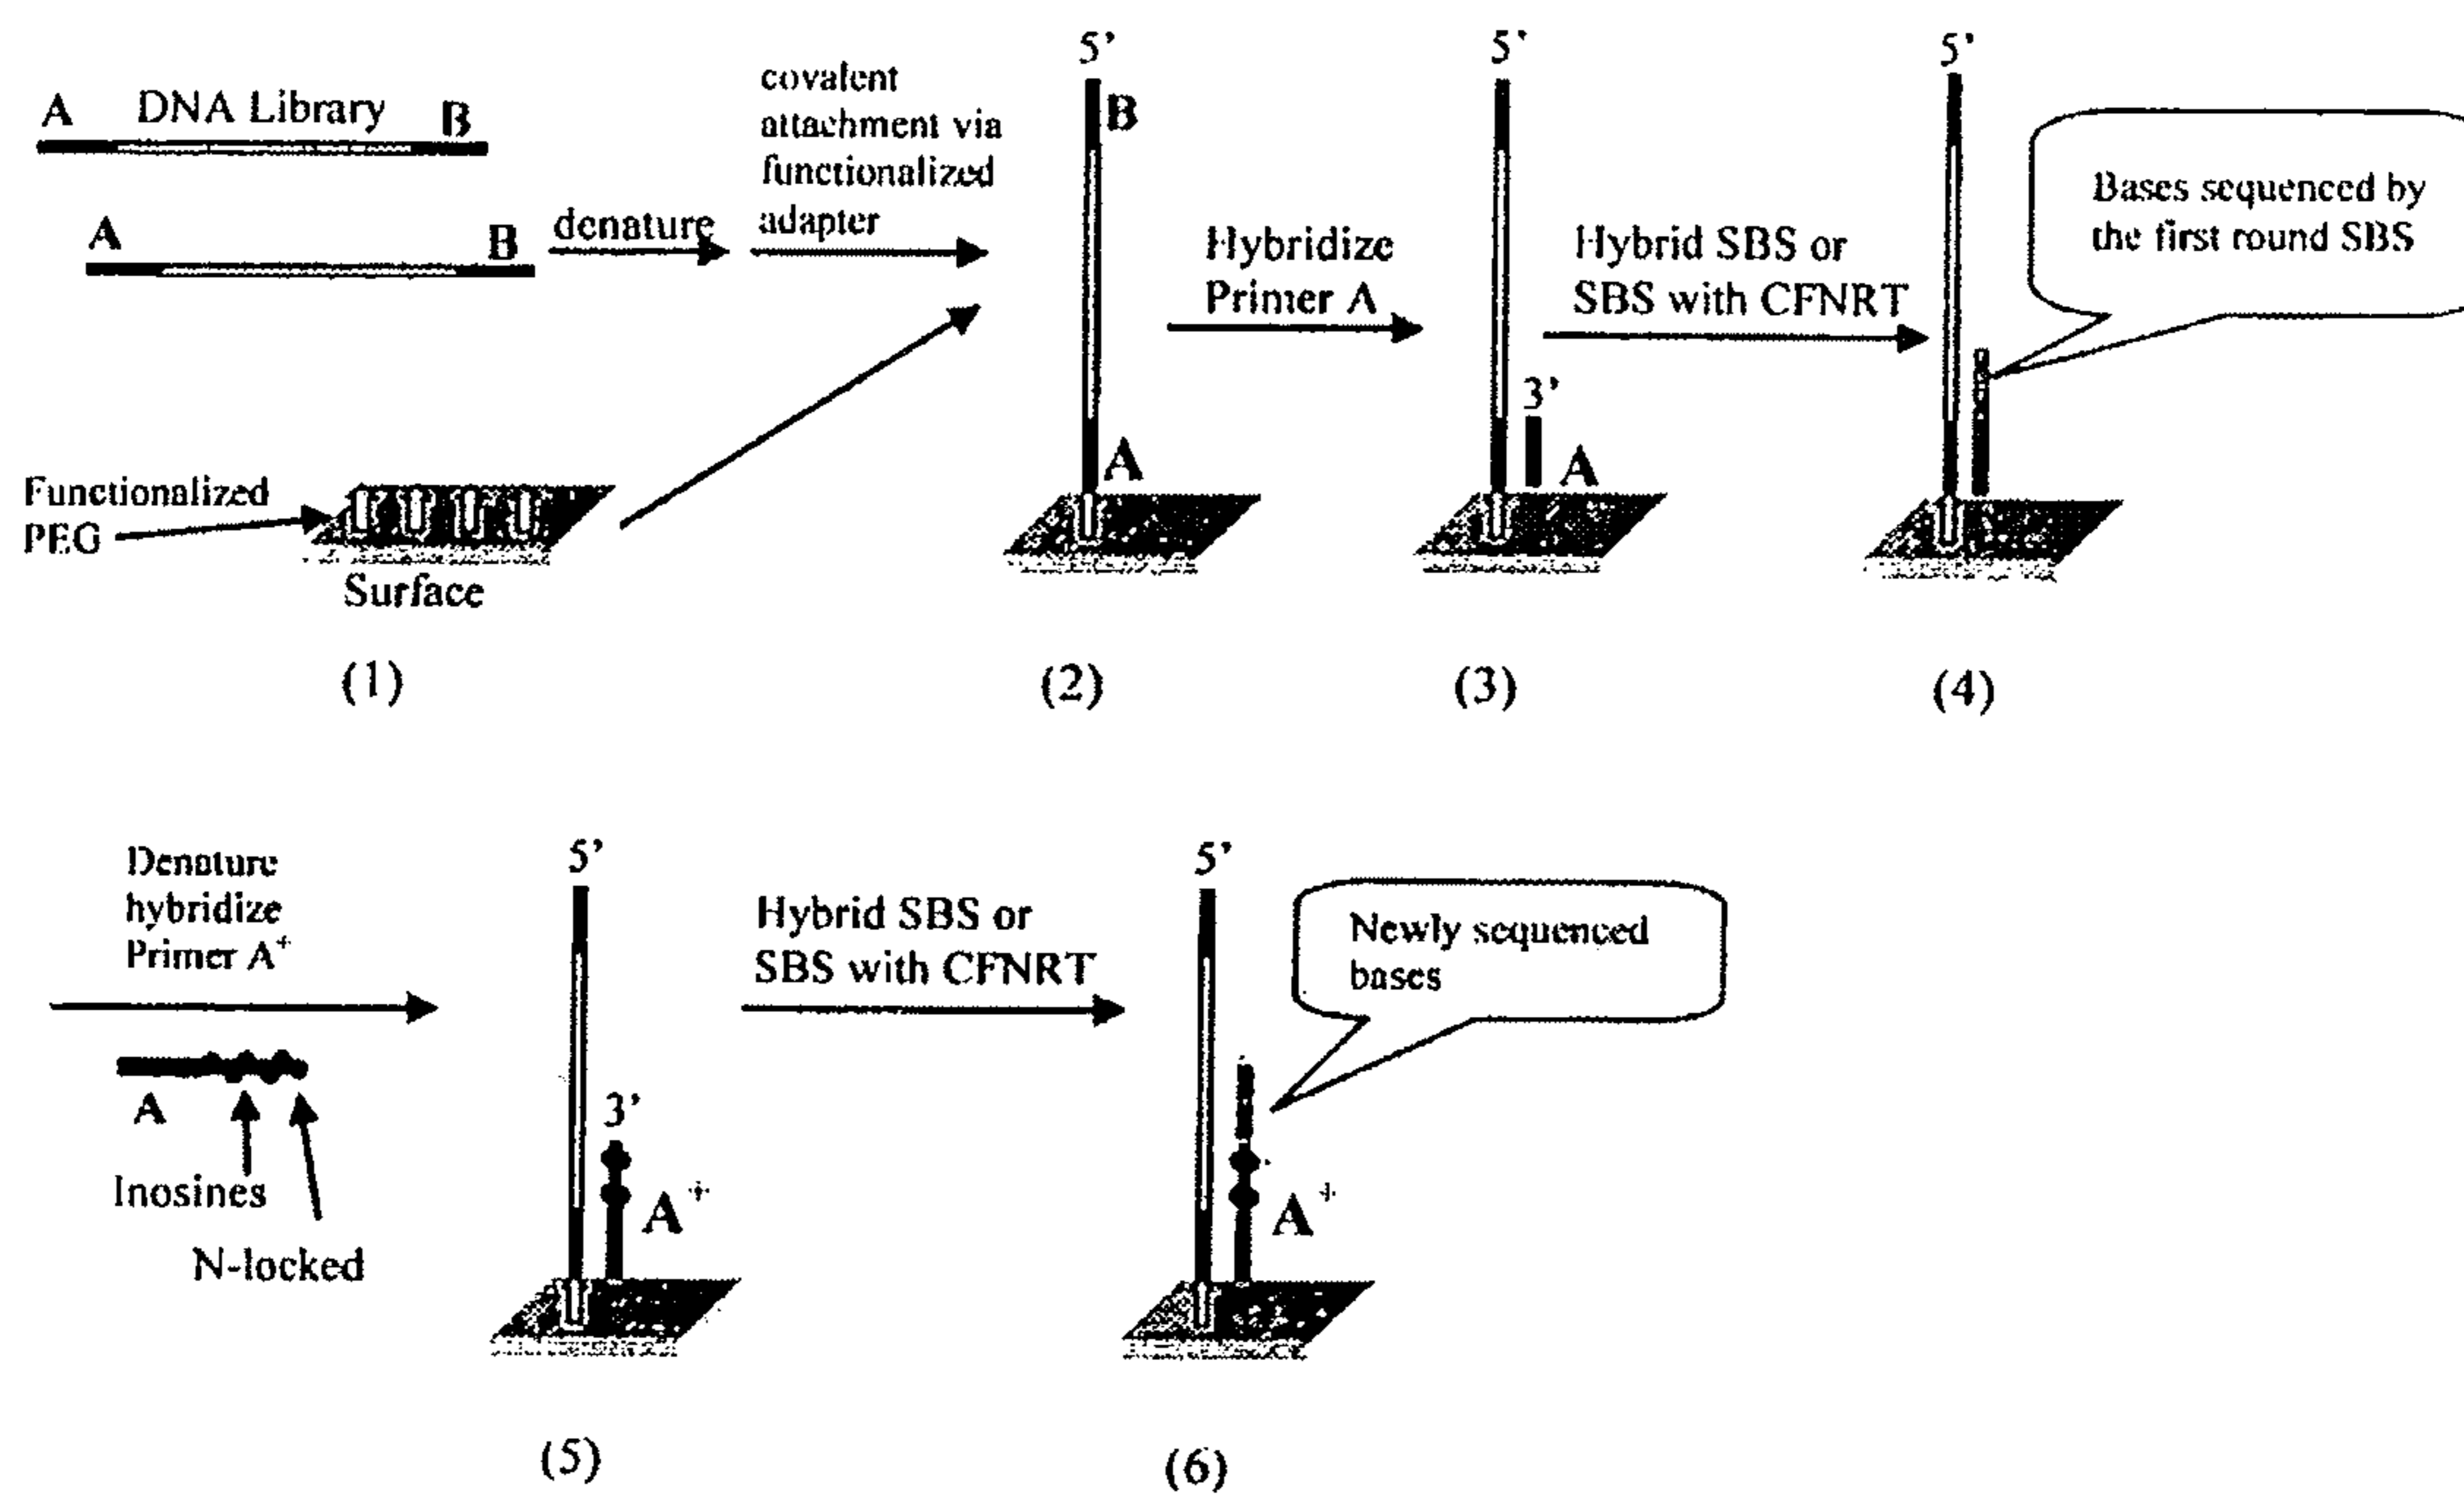 A DNA Library B
A B
denature
covalent
attachment via
functionalized
adapter
Functionalized
PEG
Surface
(1)
5'
B
A
(2)
Hybridize
Primer A
5'
3'
A
(3)
Hybrid SBS or
SBS with CFNRT
5'
(4)
Bases sequenced by
the first round SBS
Denature
hybridize
Primer A⁺
A
Inosines
N-locked
5'
3'
A⁺
(5)
Hybrid SBS or
SBS with CFNRT
5'
A⁺
(6)
Newly sequenced
bases